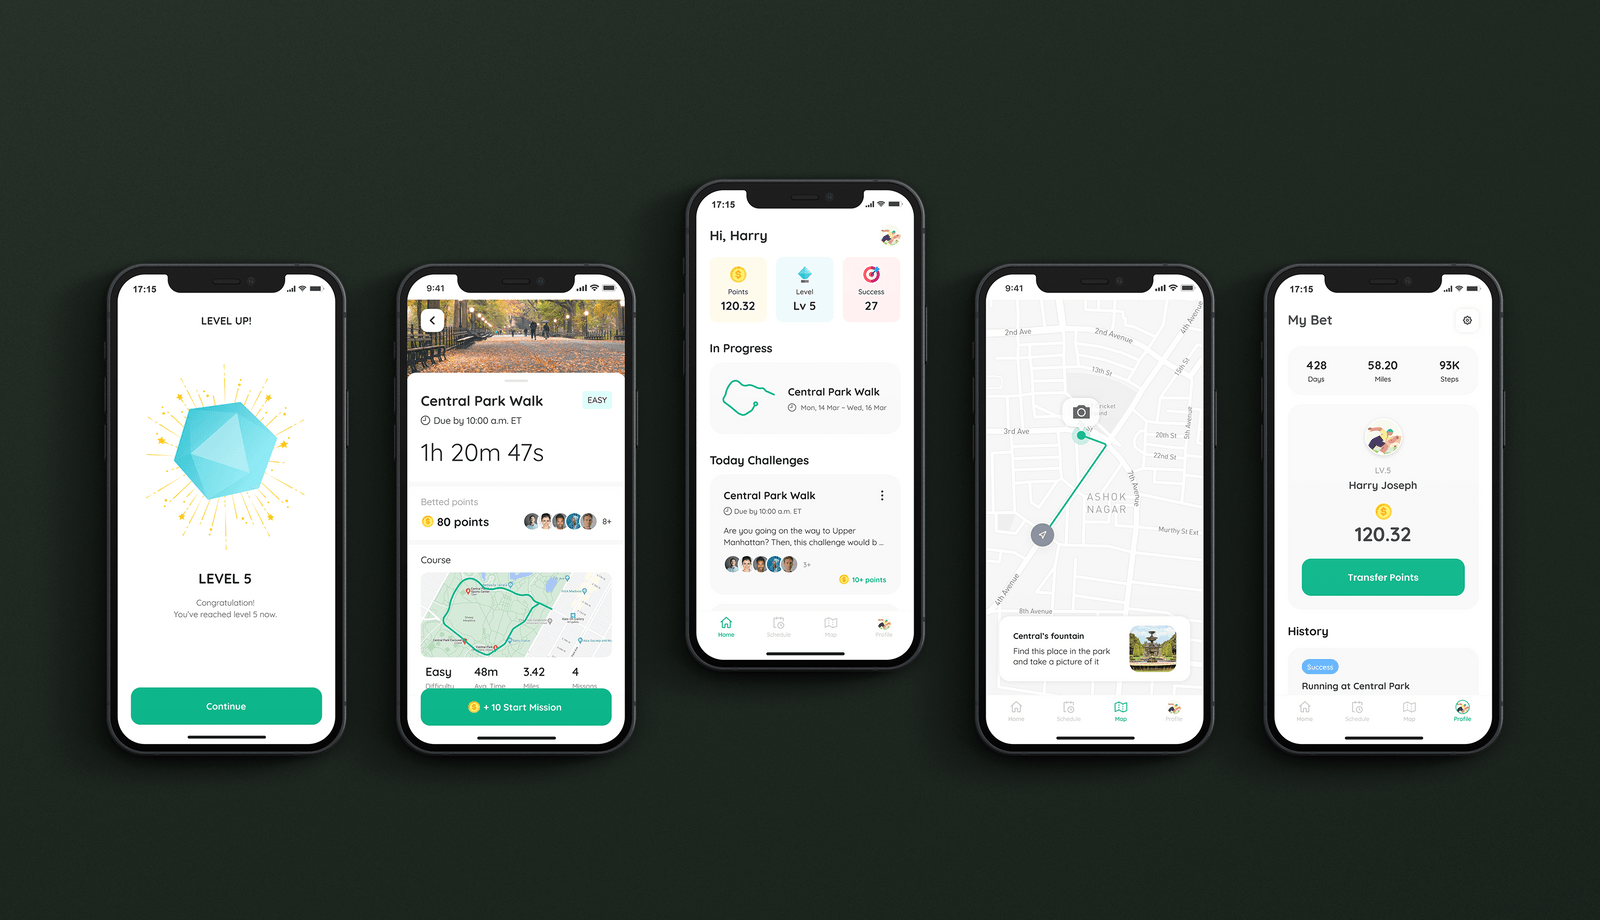 17:15
LEVEL UP!
LEVEL 5
Congratulation!
You've reached level 5 now.
Continue
9:41
Central Park Walk
EASY
Due by 10:00 a.m. ET
1h 20m 47s
Betted points
80 points
8+
Course
Easy
48m
3.42
4
Difficulty
Avg. Time
Miles
Missons
+ 10 Start Mission
17:15
Hi, Harry
Points
120.32
Level
Lv 5
Success
27
In Progress
Central Park Walk
Mon, 14 Mar – Wed, 16 Mar
Today Challenges
Central Park Walk
Due by 10:00 a.m. ET
Are you going on the way to Upper
Manhattan? Then, this challenge would b ...
3+
10+ points
Home
Schedule
Map
Profile
9:41
4th Avenue
2nd Ave
2nd Avenue
15th St
13th St
3rd Ave
5th Avenue
20th St
22nd St
7th Avenue
ASHOK
NAGAR
Murthy St Ext
4th Avenue
8th Avenue
Central's fountain
Find this place in the park
and take a picture of it
Home
Schedule
Map
Profile
17:15
My Bet
428
58.20
93K
Days
Miles
Steps
LV.5
Harry Joseph
120.32
Transfer Points
History
Success
Running at Central Park
Home
Schedule
Map
Profile